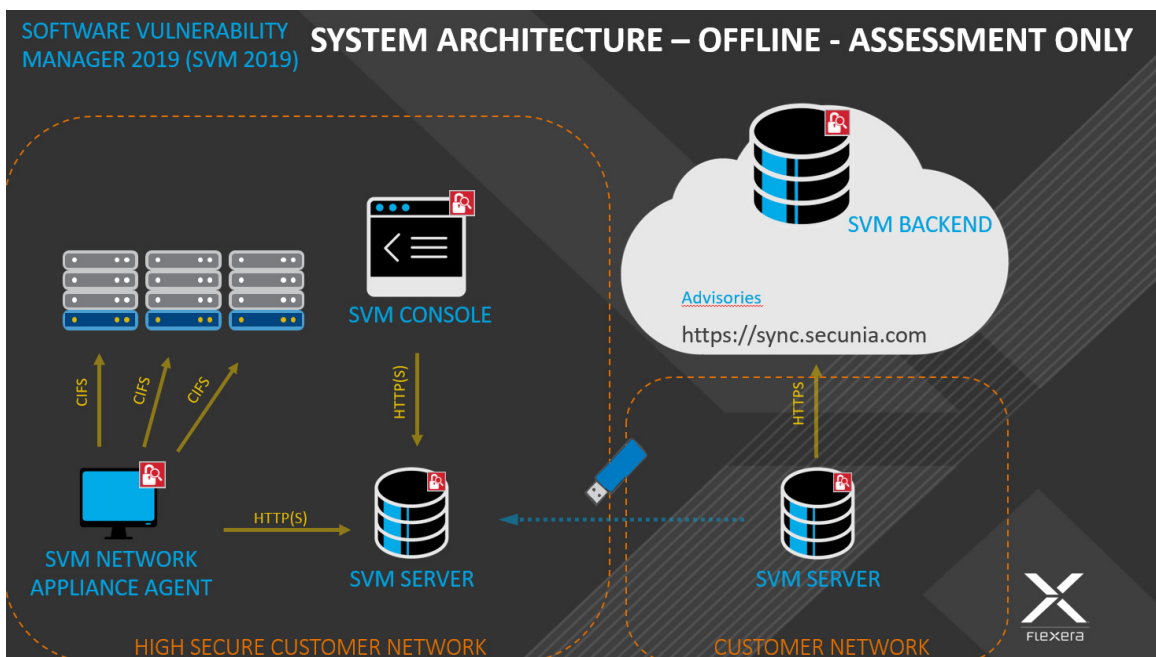 SOFTWARE VULNERABILITY
MANAGER 2019 (SVM 2019)
SYSTEM ARCHITECTURE – OFFLINE - ASSESSMENT ONLY
SVM BACKEND
Advisories
https://sync.secunia.com
SVM CONSOLE
CIFS
CIFS
CIFS
HTTP(S)
HTTPS
HTTP(S)
SVM NETWORK
APPLIANCE AGENT
SVM SERVER
SVM SERVER
HIGH SECURE CUSTOMER NETWORK
CUSTOMER NETWORK
FLEXERA